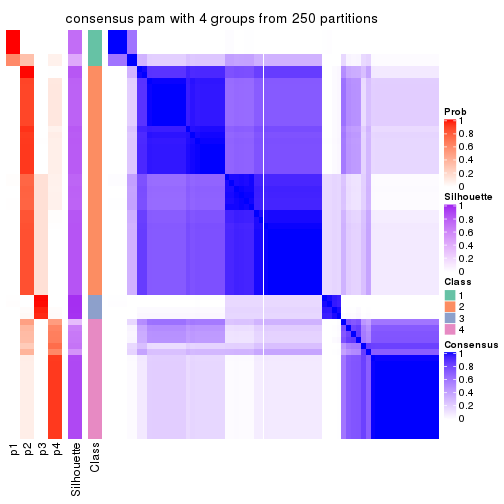 consensus pam with 4 groups from 250 partitions
Prob
1
0.8
0.6
0.4
0.2
0
Silhouette
1
0.8
0.6
0.4
0.2
0
Class
1
2
3
4
Consensus
1
0.8
0.6
0.4
0.2
0
p1
p2
p3
p4
Silhouette
Class